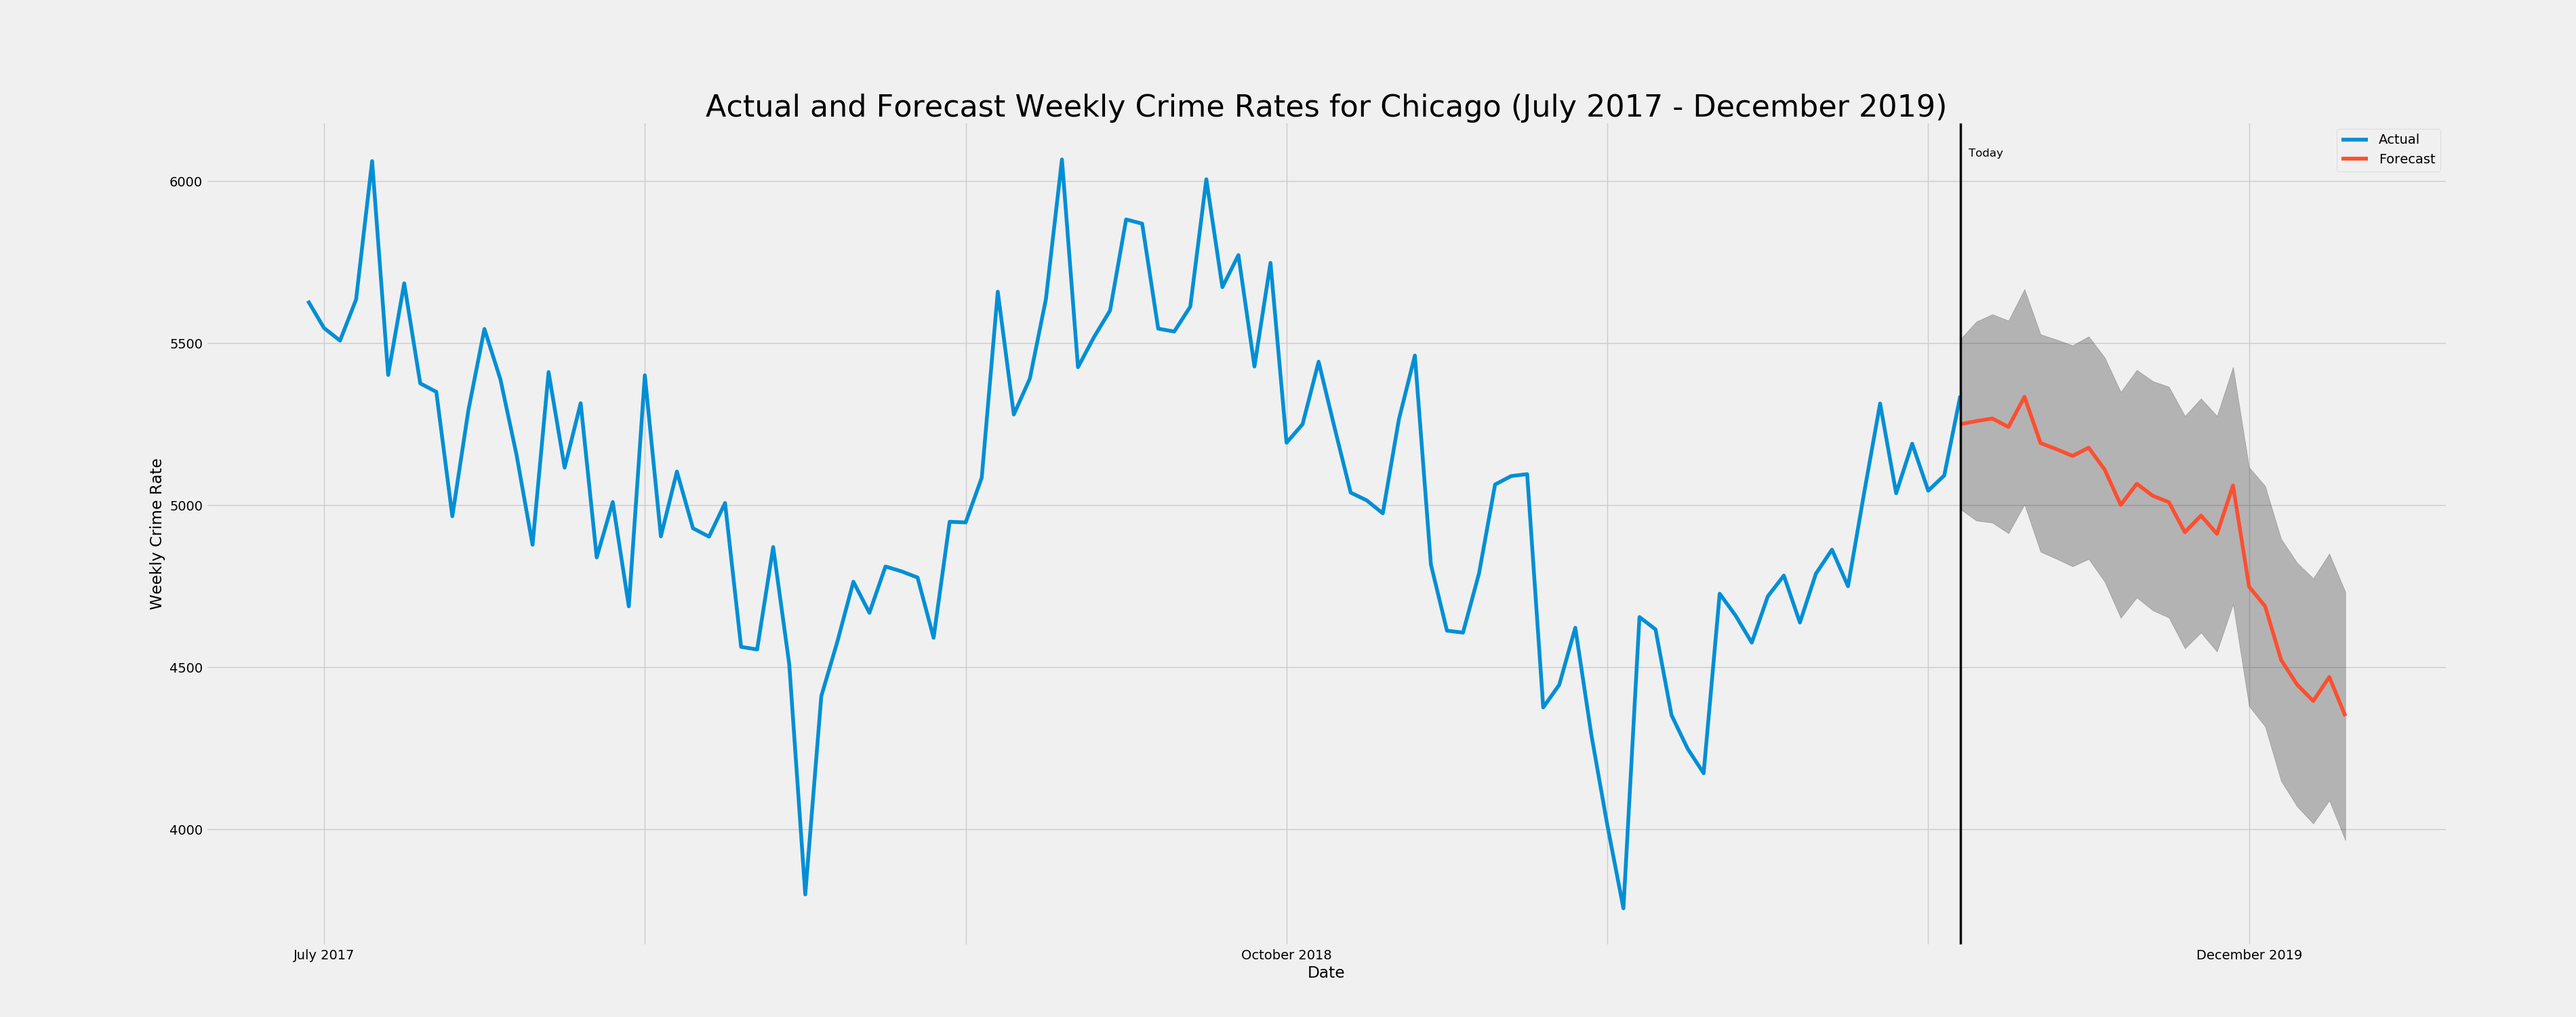 Actual and Forecast Weekly Crime Rates for Chicago (July 2017 - December 2019)
Actual
Forecast
Today
6000
5500
5000
4500
4000
Weekly Crime Rate
July 2017
October 2018
December 2019
Date